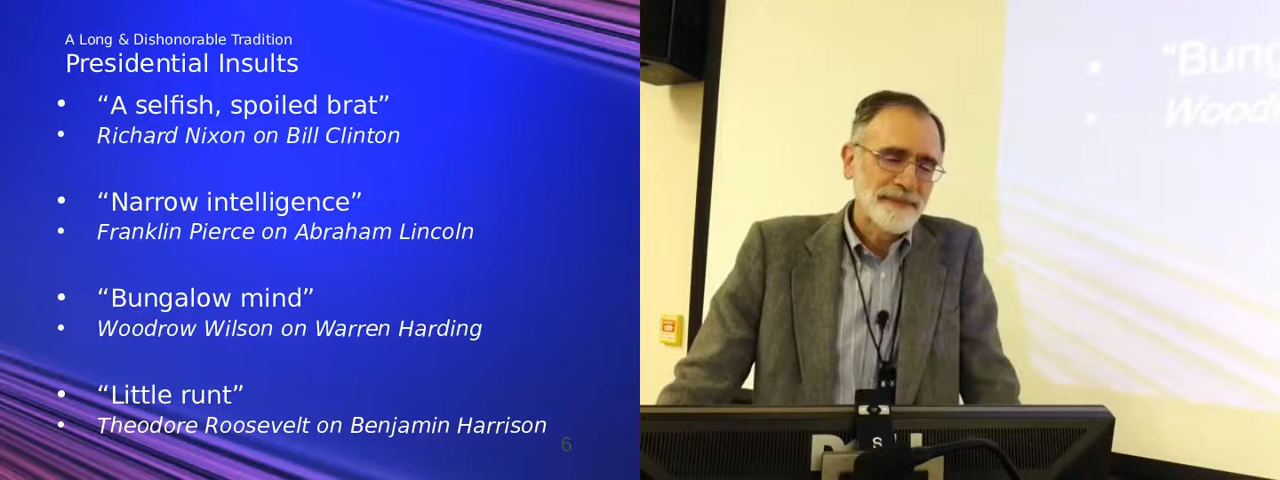 A Long & Dishonorable Tradition
Presidential Insults
• “A selfish, spoiled brat”
• Richard Nixon on Bill Clinton
• “Narrow intelligence”
• Franklin Pierce on Abraham Lincoln
• “Bungalow mind”
• Woodrow Wilson on Warren Harding
• “Little runt”
• Theodore Roosevelt on Benjamin Harrison
6
• “Bung
• Wood